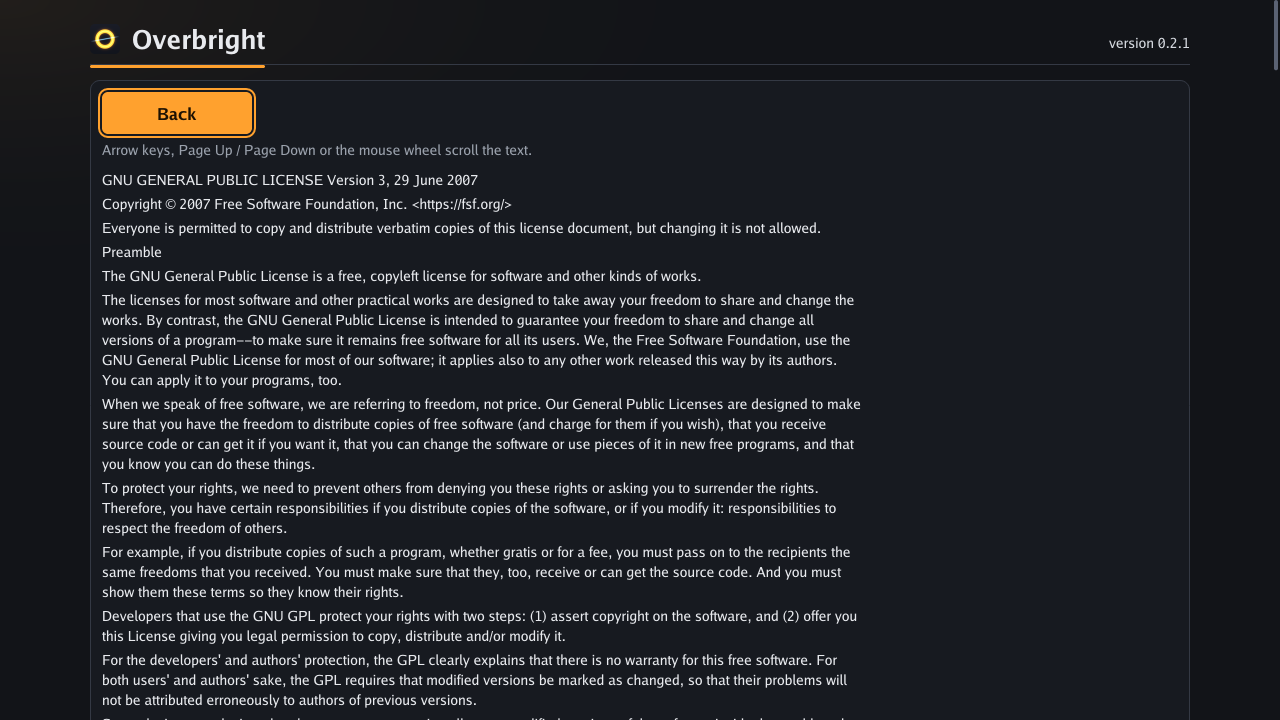 Overbright
version 0.2.1
Back
Arrow keys, Page Up / Page Down or the mouse wheel scroll the text.
GNU GENERAL PUBLIC LICENSE Version 3, 29 June 2007
Copyright © 2007 Free Software Foundation, Inc. <https://fsf.org/>
Everyone is permitted to copy and distribute verbatim copies of this license document, but changing it is not allowed.
Preamble
The GNU General Public License is a free, copyleft license for software and other kinds of works.
The licenses for most software and other practical works are designed to take away your freedom to share and change the
works. By contrast, the GNU General Public License is intended to guarantee your freedom to share and change all
versions of a program--to make sure it remains free software for all its users. We, the Free Software Foundation, use the
GNU General Public License for most of our software; it applies also to any other work released this way by its authors.
You can apply it to your programs, too.
When we speak of free software, we are referring to freedom, not price. Our General Public Licenses are designed to make
sure that you have the freedom to distribute copies of free software (and charge for them if you wish), that you receive
source code or can get it if you want it, that you can change the software or use pieces of it in new free programs, and that
you know you can do these things.
To protect your rights, we need to prevent others from denying you these rights or asking you to surrender the rights.
Therefore, you have certain responsibilities if you distribute copies of the software, or if you modify it: responsibilities to
respect the freedom of others.
For example, if you distribute copies of such a program, whether gratis or for a fee, you must pass on to the recipients the
same freedoms that you received. You must make sure that they, too, receive or can get the source code. And you must
show them these terms so they know their rights.
Developers that use the GNU GPL protect your rights with two steps: (1) assert copyright on the software, and (2) offer you
this License giving you legal permission to copy, distribute and/or modify it.
For the developers' and authors' protection, the GPL clearly explains that there is no warranty for this free software. For
both users' and authors' sake, the GPL requires that modified versions be marked as changed, so that their problems will
not be attributed erroneously to authors of previous versions.